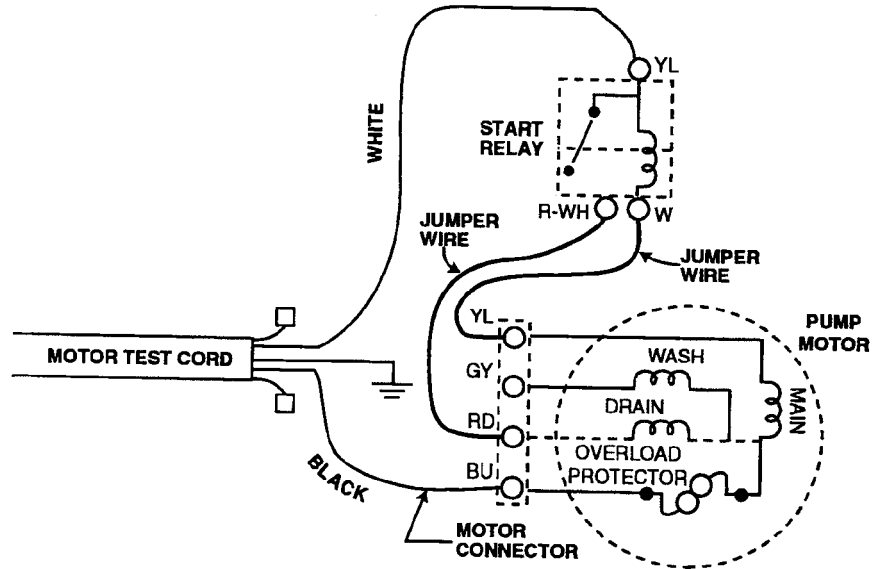 YL
WHITE
START
RELAY
R-WH
W
JUMPER
WIRE
JUMPER
WIRE
YL
PUMP
MOTOR
MOTOR TEST CORD
GY
WASH
MAIN
DRAIN
RD
OVERLOAD
PROTECTOR
BU
BLACK
MOTOR
CONNECTOR